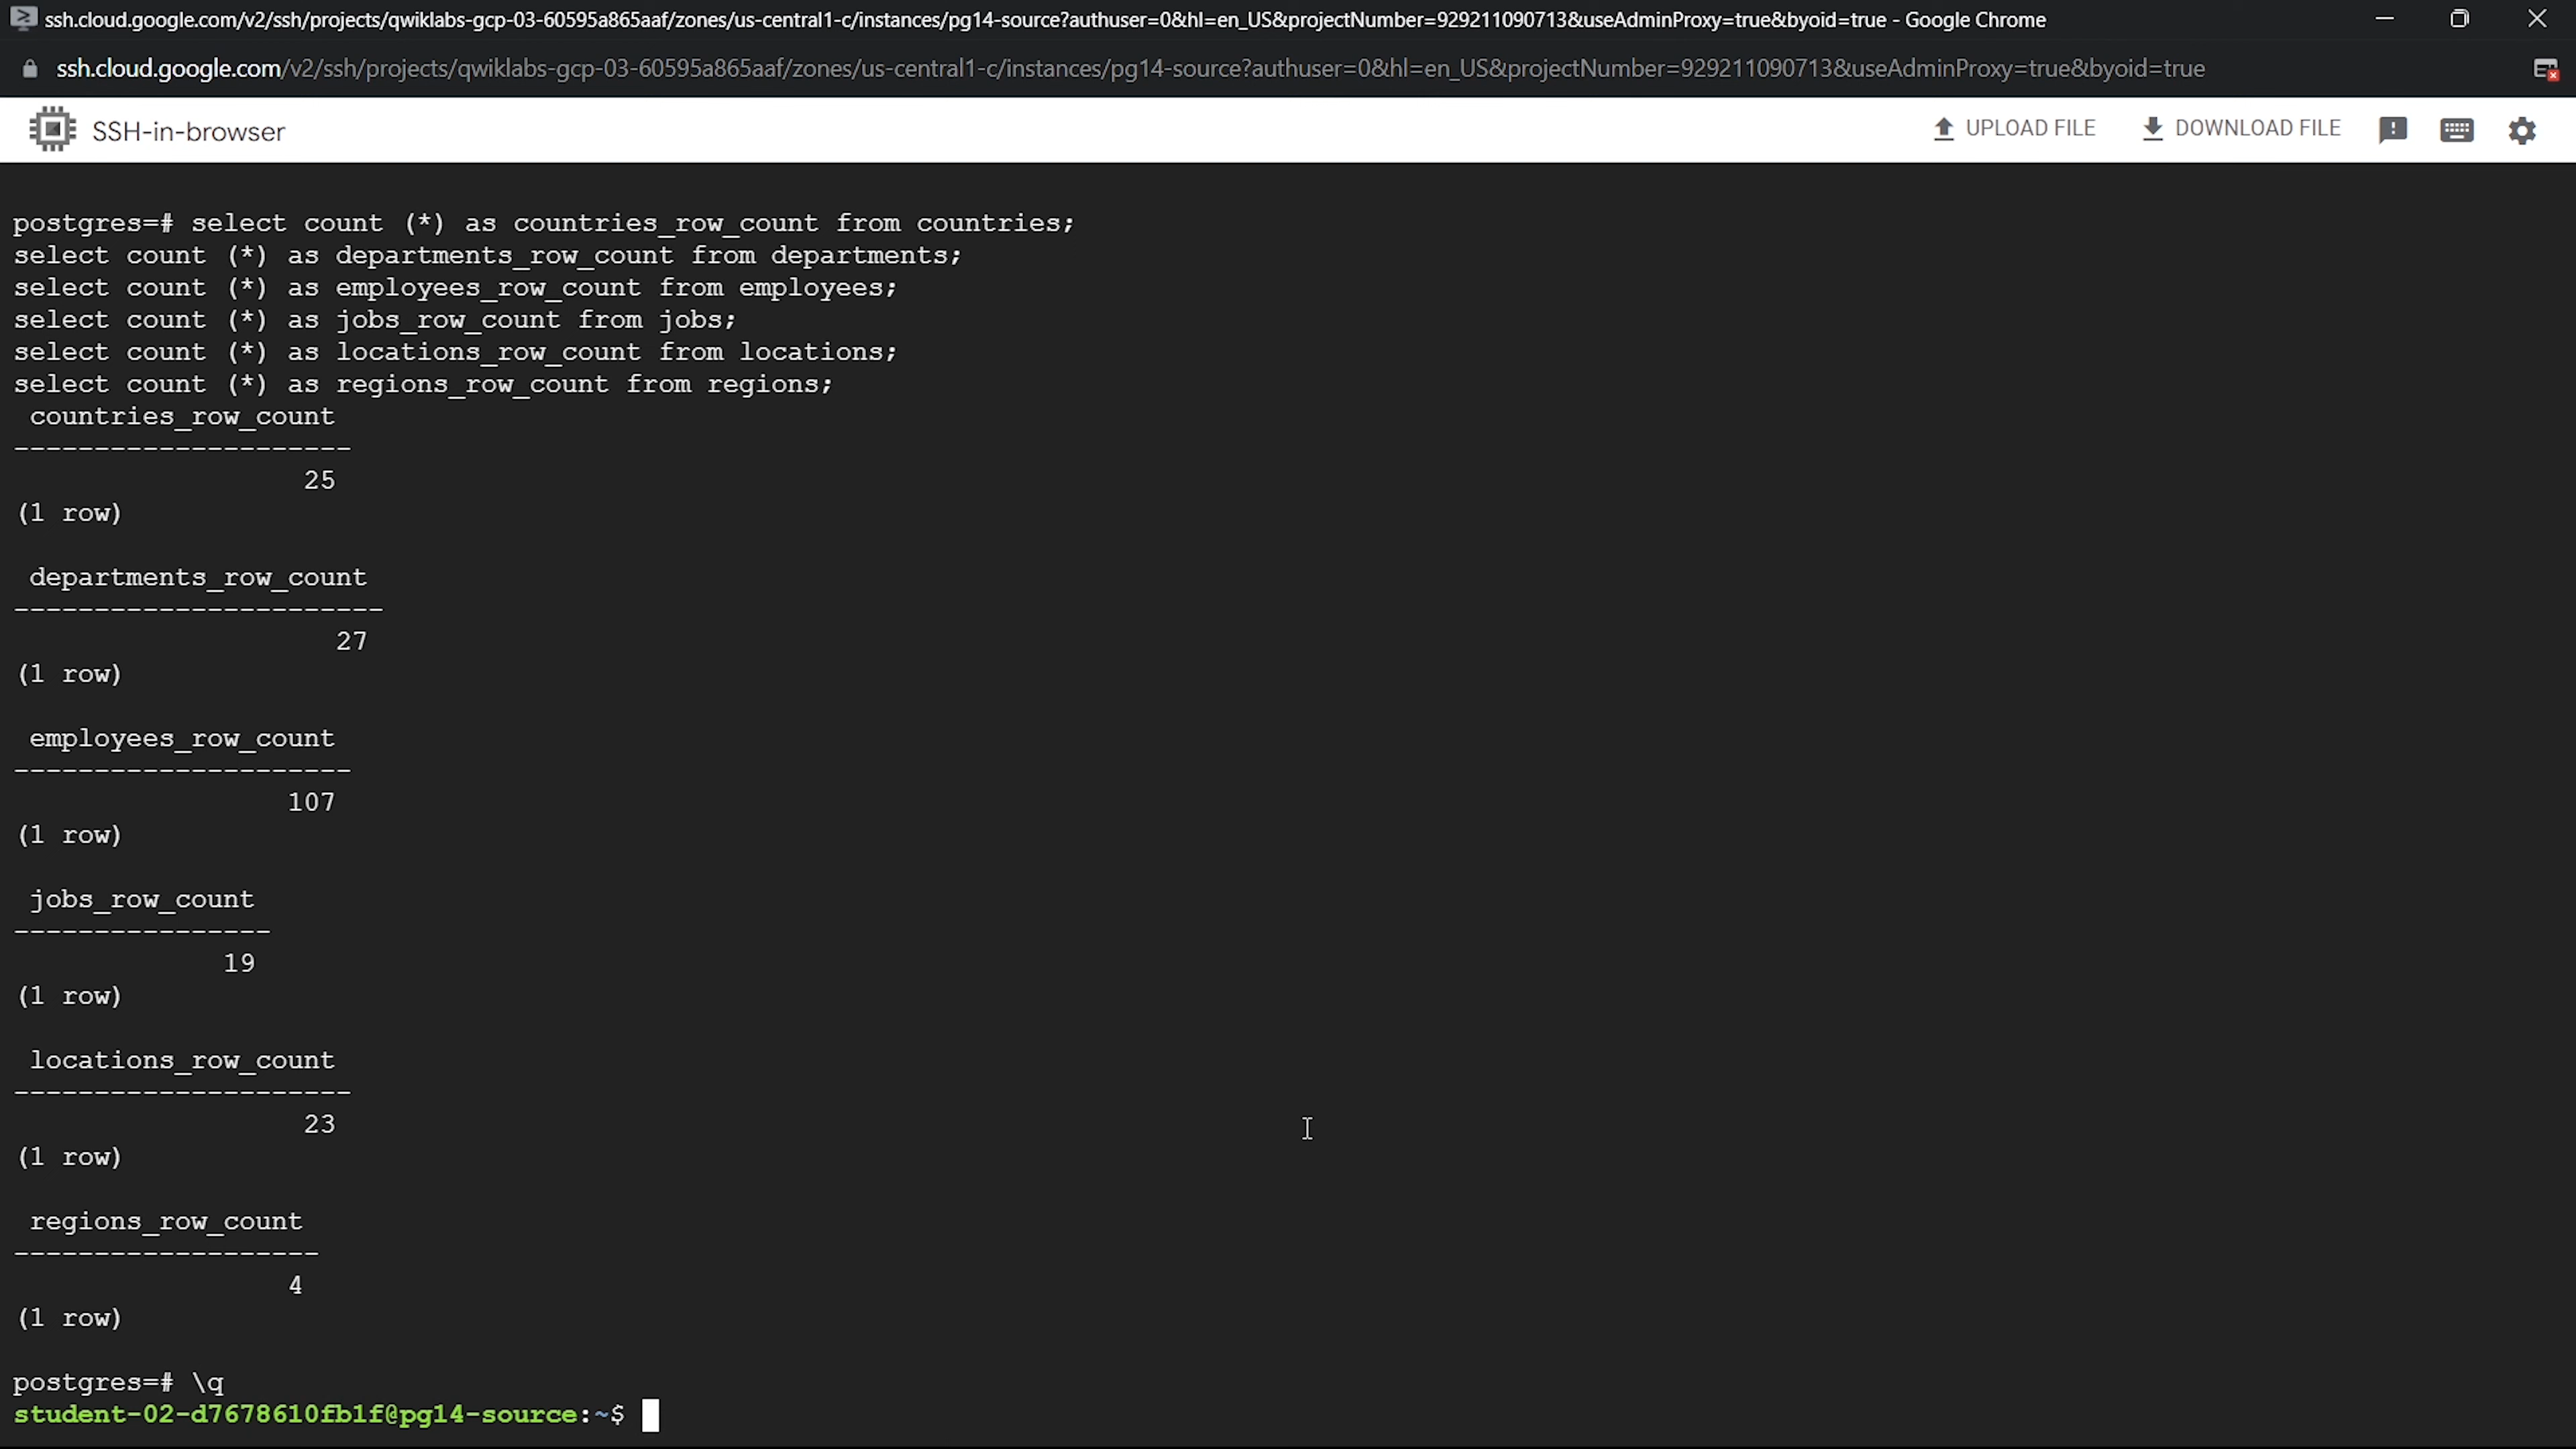 ssh.cloud.google.com/v2/ssh/projects/qwiklabs-gcp-03-60595a865aaf/zones/us-central1-c/instances/pg14-source?authuser=0&hl=en_US&projectNumber=929211090713&useAdminProxy=true&byoid=true - Google Chrome
ssh.cloud.google.com/v2/ssh/projects/qwiklabs-gcp-03-60595a865aaf/zones/us-central1-c/instances/pg14-source?authuser=0&hl=en_US&projectNumber=929211090713&useAdminProxy=true&byoid=true
SSH-in-browser
UPLOAD FILE
DOWNLOAD FILE
postgres=# select count (*) as countries_row_count from countries;
select count (*) as departments_row_count from departments;
select count (*) as employees_row_count from employees;
select count (*) as jobs_row_count from jobs;
select count (*) as locations_row_count from locations;
select count (*) as regions_row_count from regions;
countries_row_count
---------------------
25
(1 row)
departments_row_count
-----------------------
27
(1 row)
employees_row_count
---------------------
107
(1 row)
jobs_row_count
----------------
19
(1 row)
locations_row_count
---------------------
23
(1 row)
regions_row_count
-------------------
4
(1 row)
postgres=# \q
student-02-d7678610fb1f@pg14-source:~$